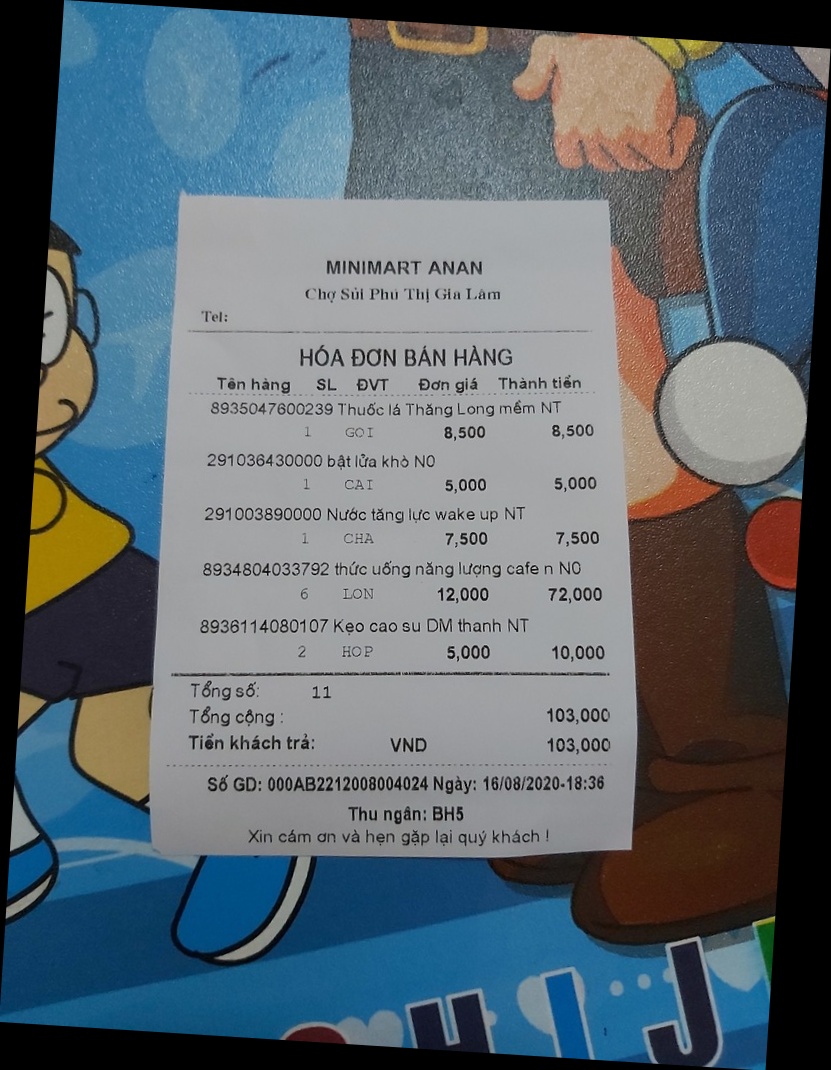 MINIMART ANAN
Chợ Sủi Phú Thị Gia Lâm
Tel:
HÓA ĐƠN BÁN HÀNG
Tên hàng SL ĐVT Đơn giá Thành tiền
8935047600239 Thuốc lá Thăng Long mềm NT
1 GOI 8,500 8,500
291036430000 bật lửa khò N0
1 CAI 5,000 5,000
291003890000 Nước tăng lực wake up NT
1 CHA 7,500 7,500
8934804033792 thức uống năng lượng cafe n N0
6 LON 12,000 72,000
8936114080107 Kẹo cao su DM thanh NT
2 HOP 5,000 10,000
Tổng số: 11
Tổng cộng : 103,000
Tiền khách trả: VND 103,000
Số GD: 000AB2212008004024 Ngày: 16/08/2020-18:36
Thu ngân: BH5
Xin cám ơn và hẹn gặp lại quý khách !
H I J